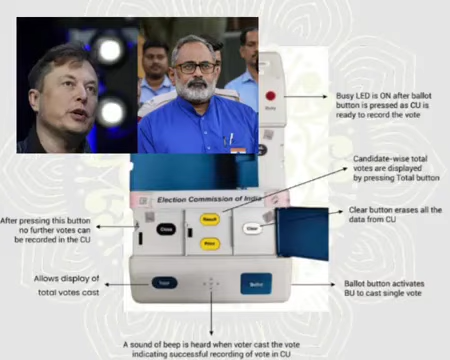 Busy LED is ON after ballot
button is pressed as CU is
ready to record the vote
Busy
Candidate-wise total
votes are displayed
by pressing Total button
Election Commission of India
After pressing this button
no further votes can
be recorded in the CU
Close
Result
Print
Clear
Clear button erases all the
data from CU
Allows display of
total votes cast
Total
Ballot
Ballot button activates
BU to cast single vote
A sound of beep is heard when voter cast the vote
indicating successful recording of vote in CU